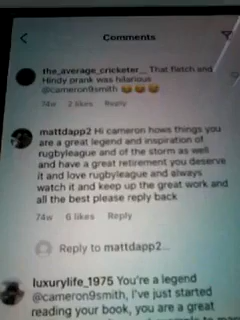 Comments
the_average_cricketer__ That fletch and
Hindy prank was hilarious
@cameron9smith 😂😂😂
74w 2 likes Reply
mattdapp2 Hi cameron hows things you
are a great legend and inspiration of
rugbyleague and of the storm as well
and have a great retirement you deserve
it and love rugbyleague and always
watch it and keep up the great work and
all the best please reply back
74w 6 likes Reply
Reply to mattdapp2...
luxurylife_1975 You're a legend
@cameron9smith, I've just started
reading your book, you are a great